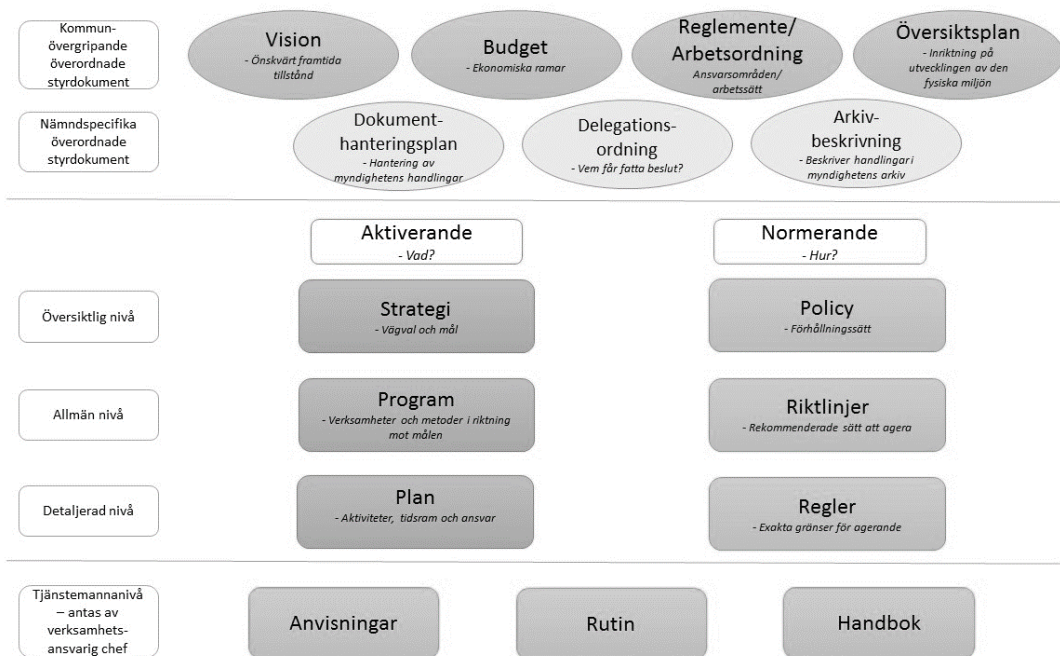 Kommun-
övergripande
överordnade
styrdokument
Vision
- Önskvärt framtida
tillstånd
Budget
- Ekonomiska ramar
Reglemente/
Arbetsordning
Ansvarsområden/
arbetssätt
Översiktsplan
- Inriktning på
utvecklingen av den
fysiska miljön
Nämndspecifika
överordnade
styrdokument
Dokument-
hanteringsplan
- Hantering av
myndighetens handlingar
Delegations-
ordning
- Vem får fatta beslut?
Arkiv-
beskrivning
- Beskriver handlingar i
myndighetens arkiv
Aktiverande
- Vad?
Normerande
- Hur?
Översiktlig nivå
Strategi
- Vägval och mål
Policy
- Förhållningssätt
Allmän nivå
Program
- Verksamheter och metoder i riktning
mot målen
Riktlinjer
- Rekommenderade sätt att agera
Detaljerad nivå
Plan
- Aktiviteter, tidsram och ansvar
Regler
- Exakta gränser för agerande
Tjänstemannanivå
– antas av
verksamhets-
ansvarig chef
Anvisningar
Rutin
Handbok